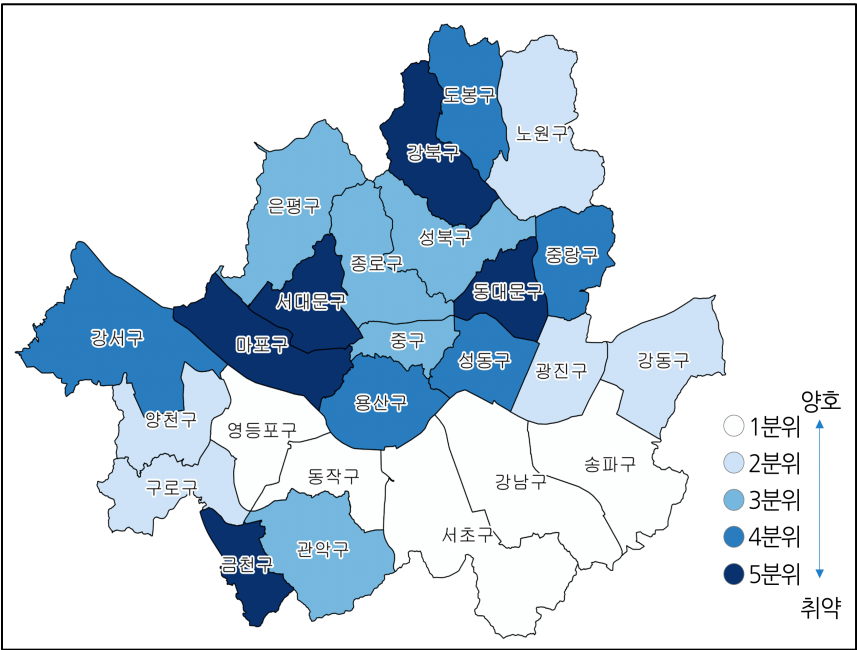 도봉구
노원구
강북구
은평구
성북구
종로구
중랑구
서대문구
동대문구
강서구
마포구
중구
성동구
광진구
강동구
양천구
용산구
영등포구
구로구
동작구
강남구
송파구
서초구
금천구
관악구
양호
1분위
2분위
3분위
4분위
5분위
취약